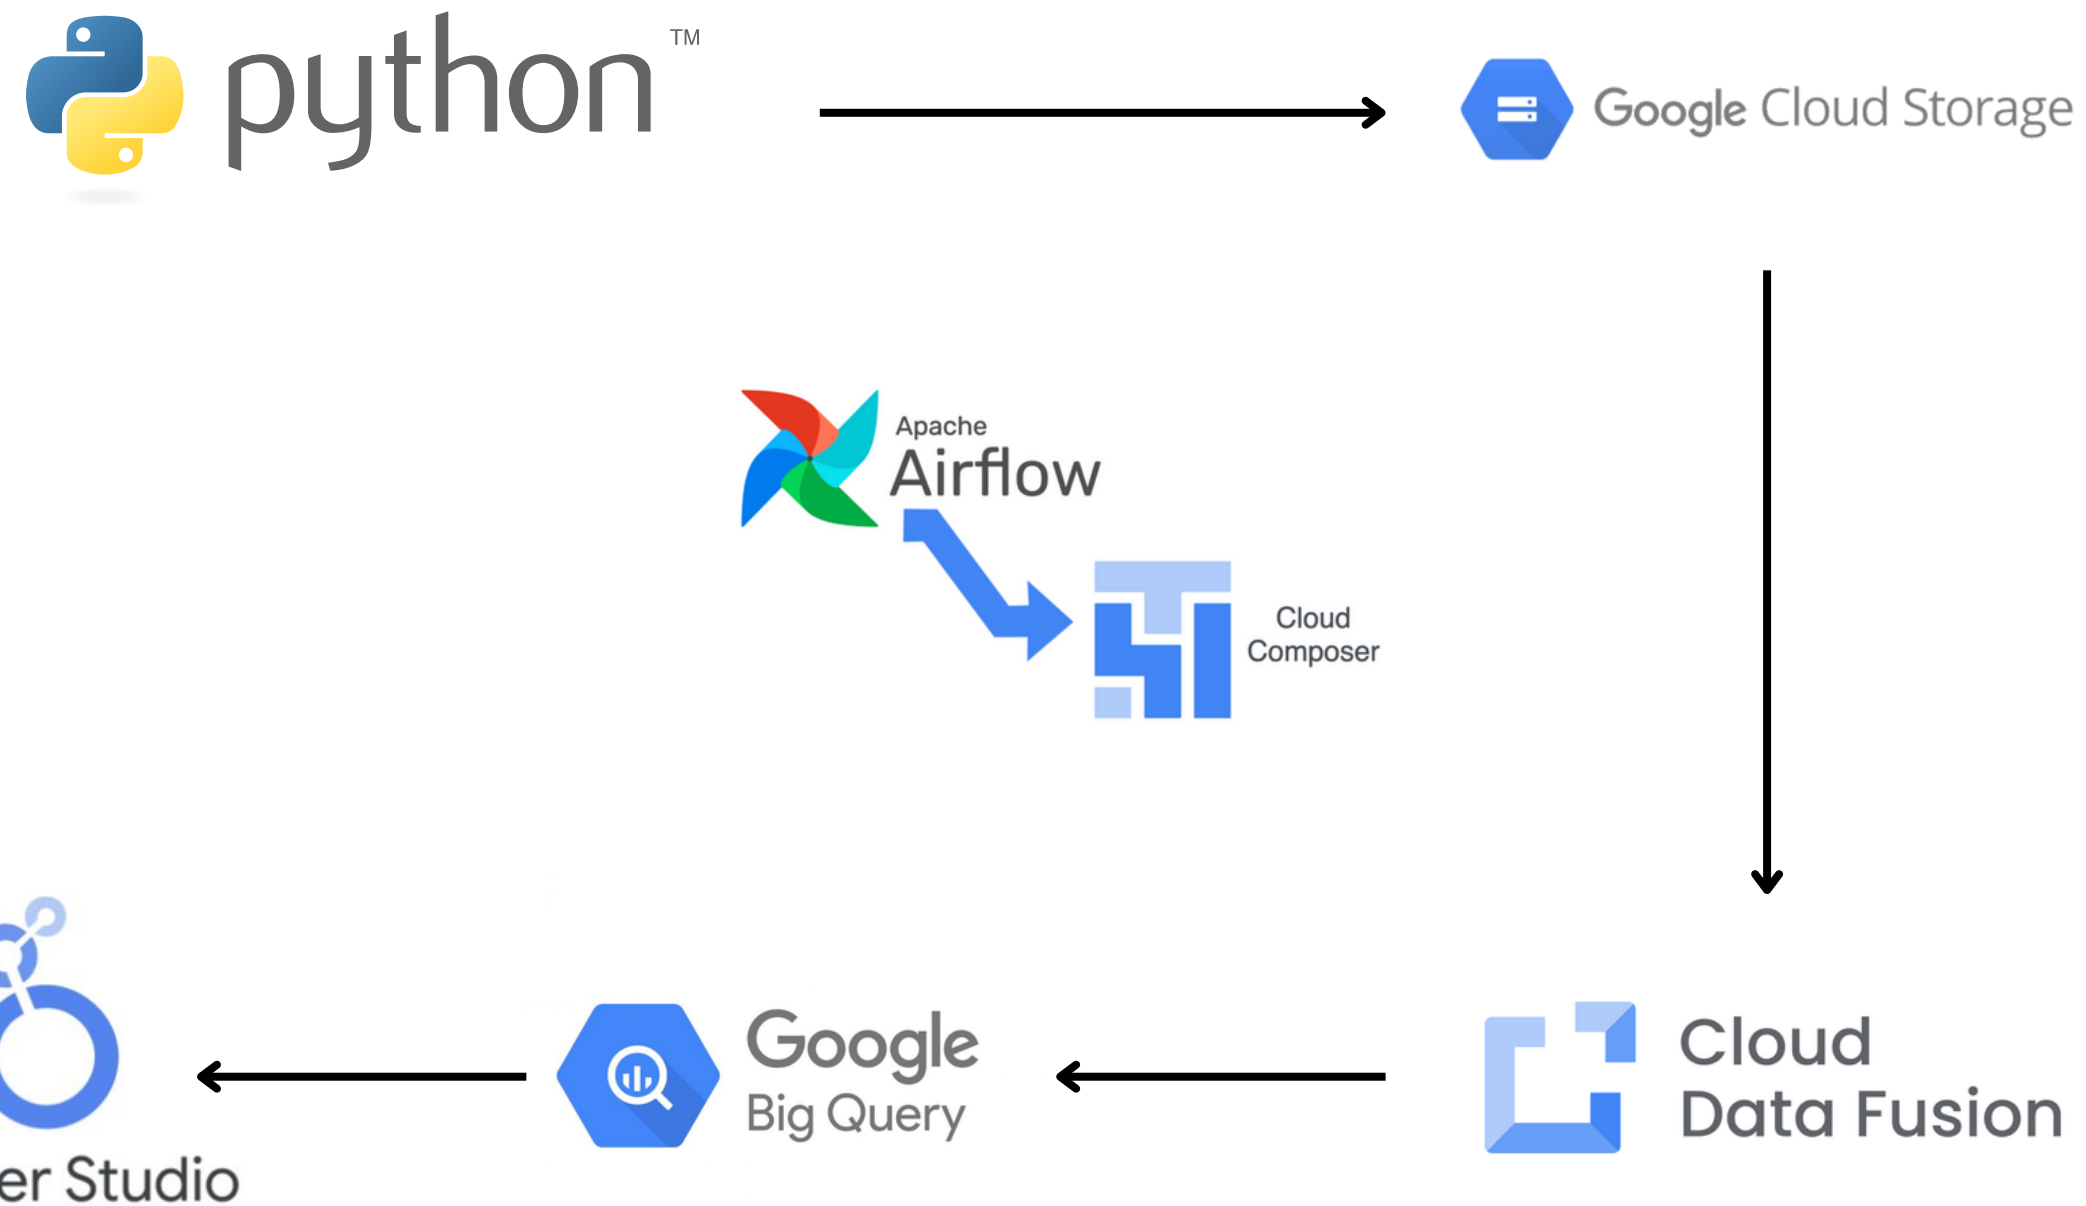 python™
Google Cloud Storage
Apache
Airflow
Cloud
Composer
Google
Big Query
Cloud
Data Fusion
er Studio